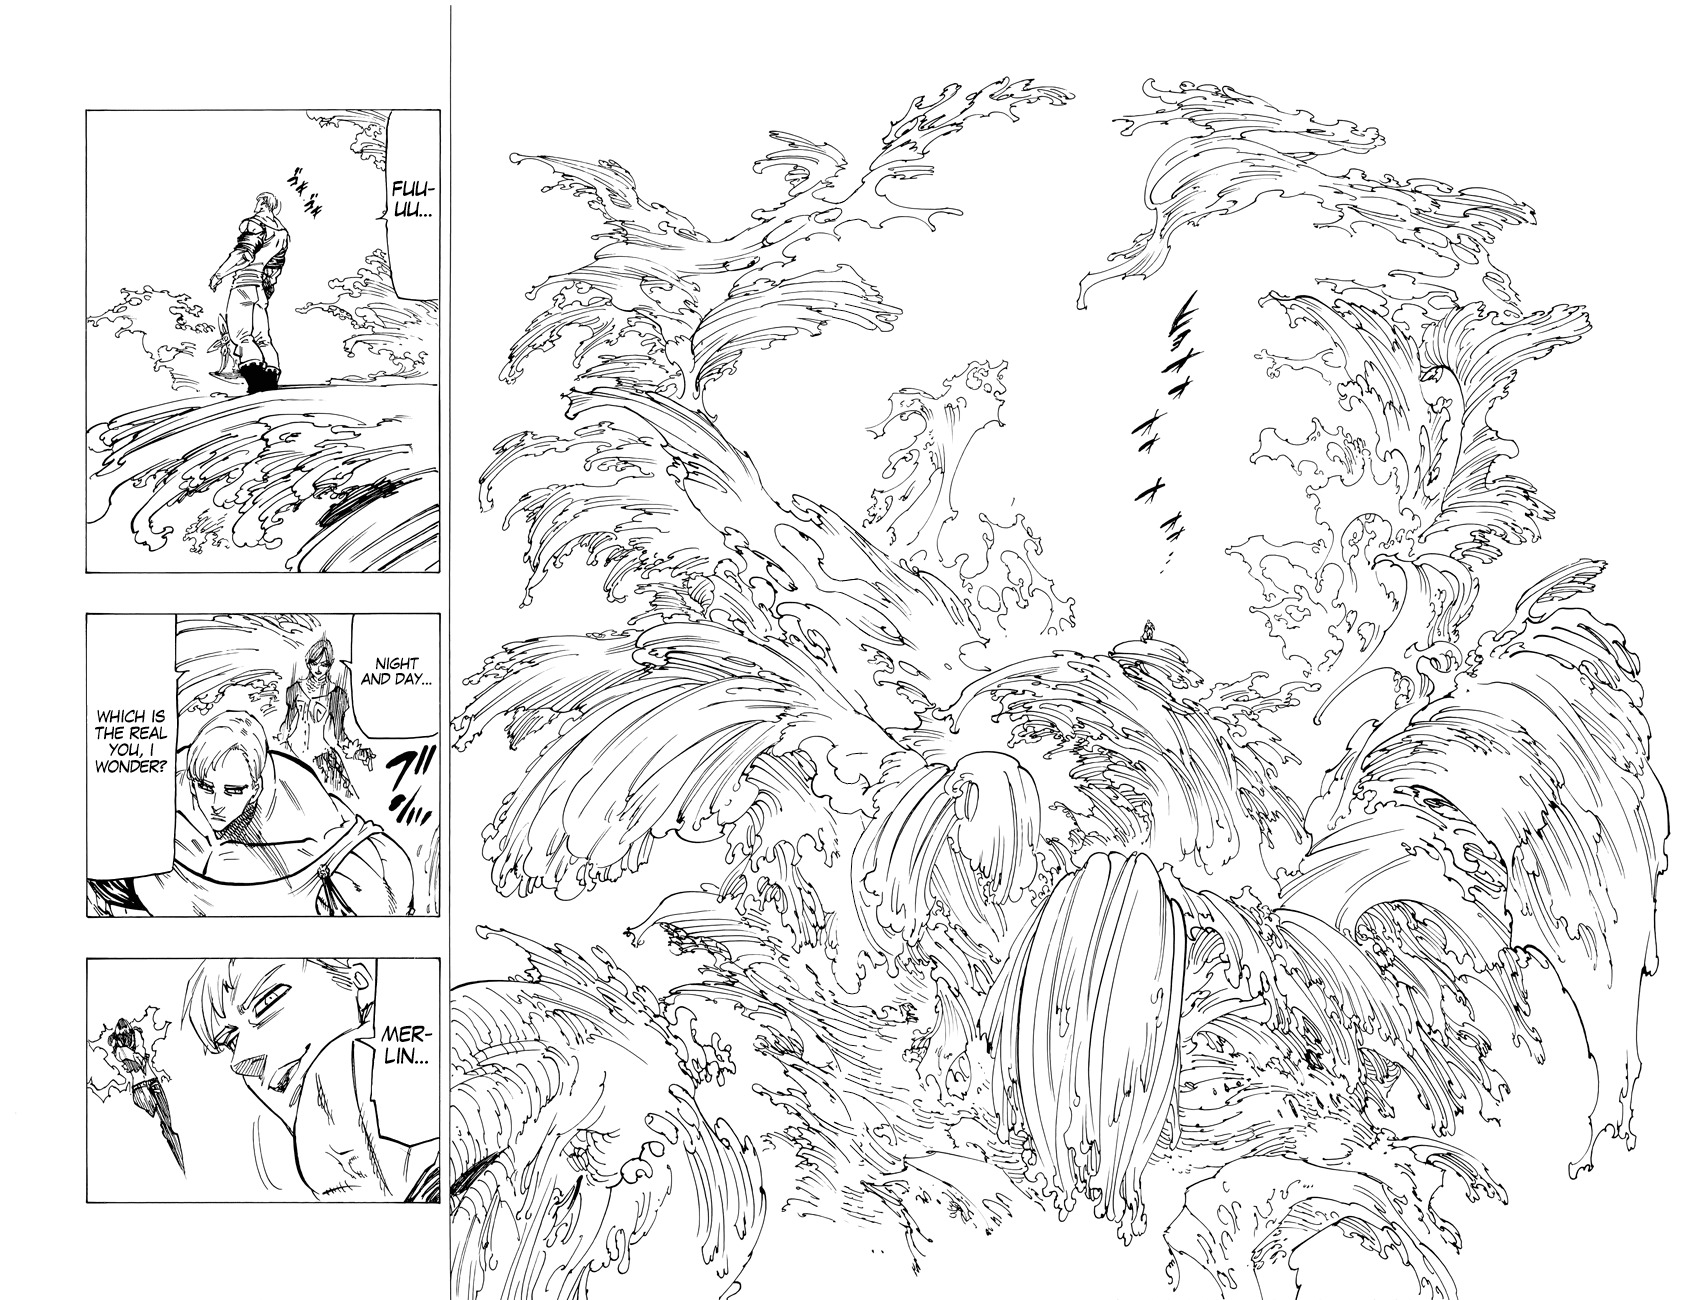 FUU-
UU...
NIGHT
AND DAY...
WHICH IS
THE REAL
YOU, I
WONDER?
MER-
LIN...